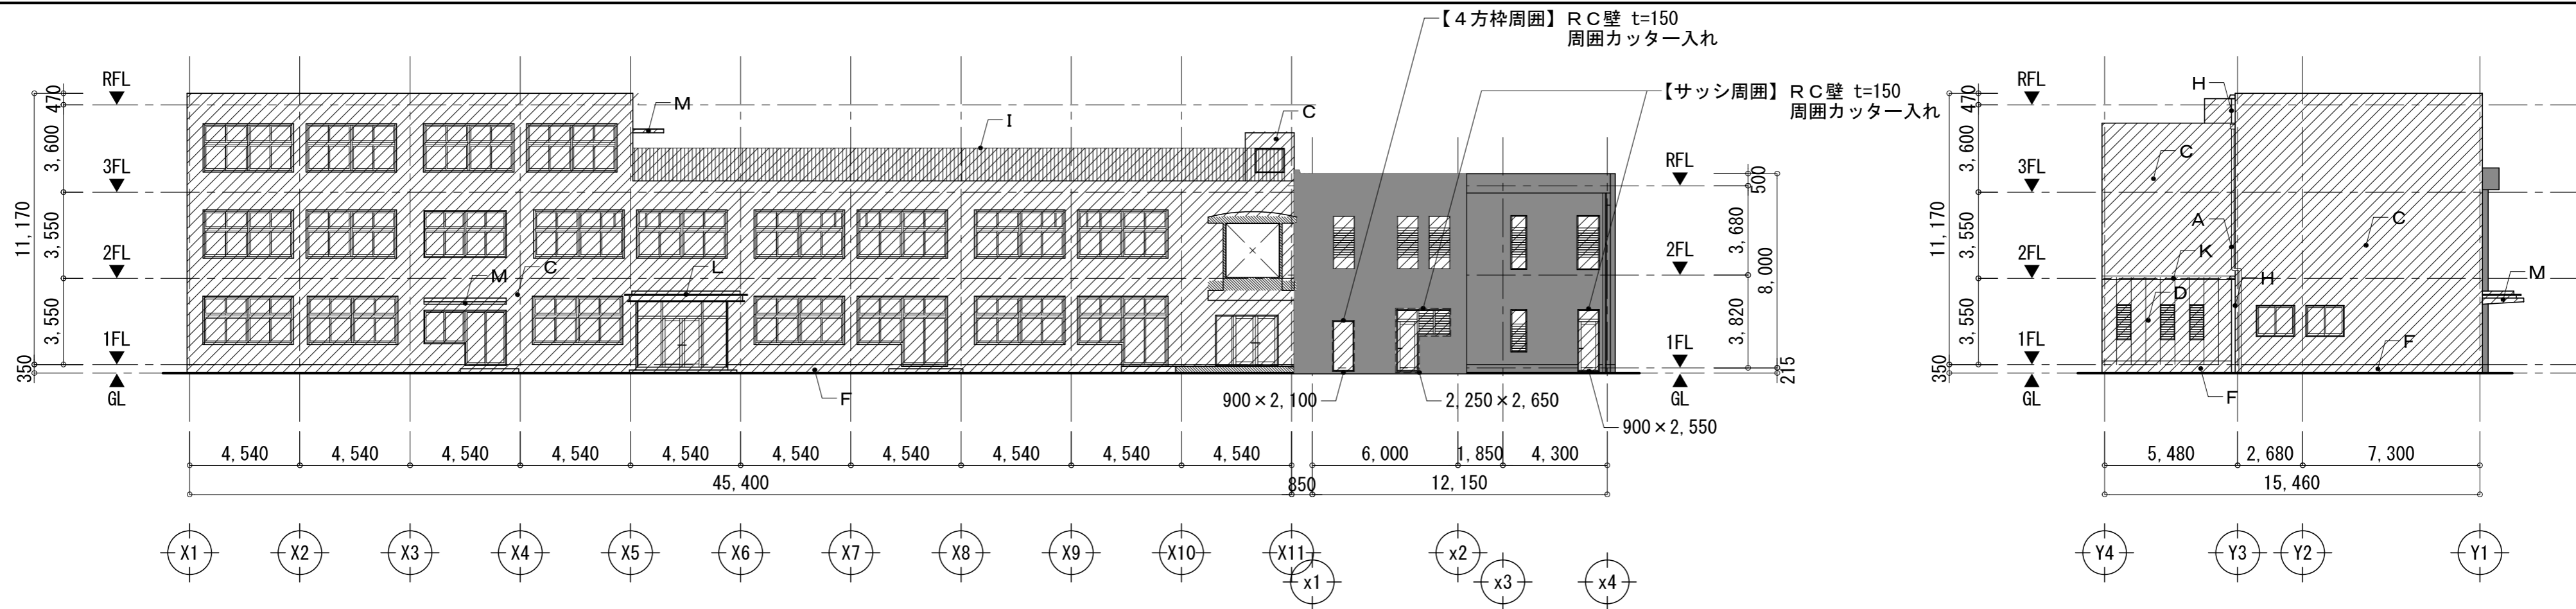 【４方枠周囲】ＲＣ壁 t=150
周囲カッター入れ
【サッシ周囲】ＲＣ壁 t=150
周囲カッター入れ
RFL
3FL
2FL
1FL
GL
470
3,600
3,550
3,550
350
11,170
M
I
C
M
C
L
F
RFL
2FL
1FL
GL
500
3,680
3,820
215
8,000
900×2,100
2,250×2,650
900×2,550
4,540 4,540 4,540 4,540 4,540 4,540 4,540 4,540 4,540 4,540 6,000 1,850 4,300
45,400 850 12,150
X1 X2 X3 X4 X5 X6 X7 X8 X9 X10 X11 x2
x1 x3 x4
RFL
3FL
2FL
1FL
GL
470
3,600
3,550
3,550
350
11,170
H
C
A
C
K
H
M
D
F
F
5,480 2,680 7,300
15,460
Y4 Y3 Y2 Y1